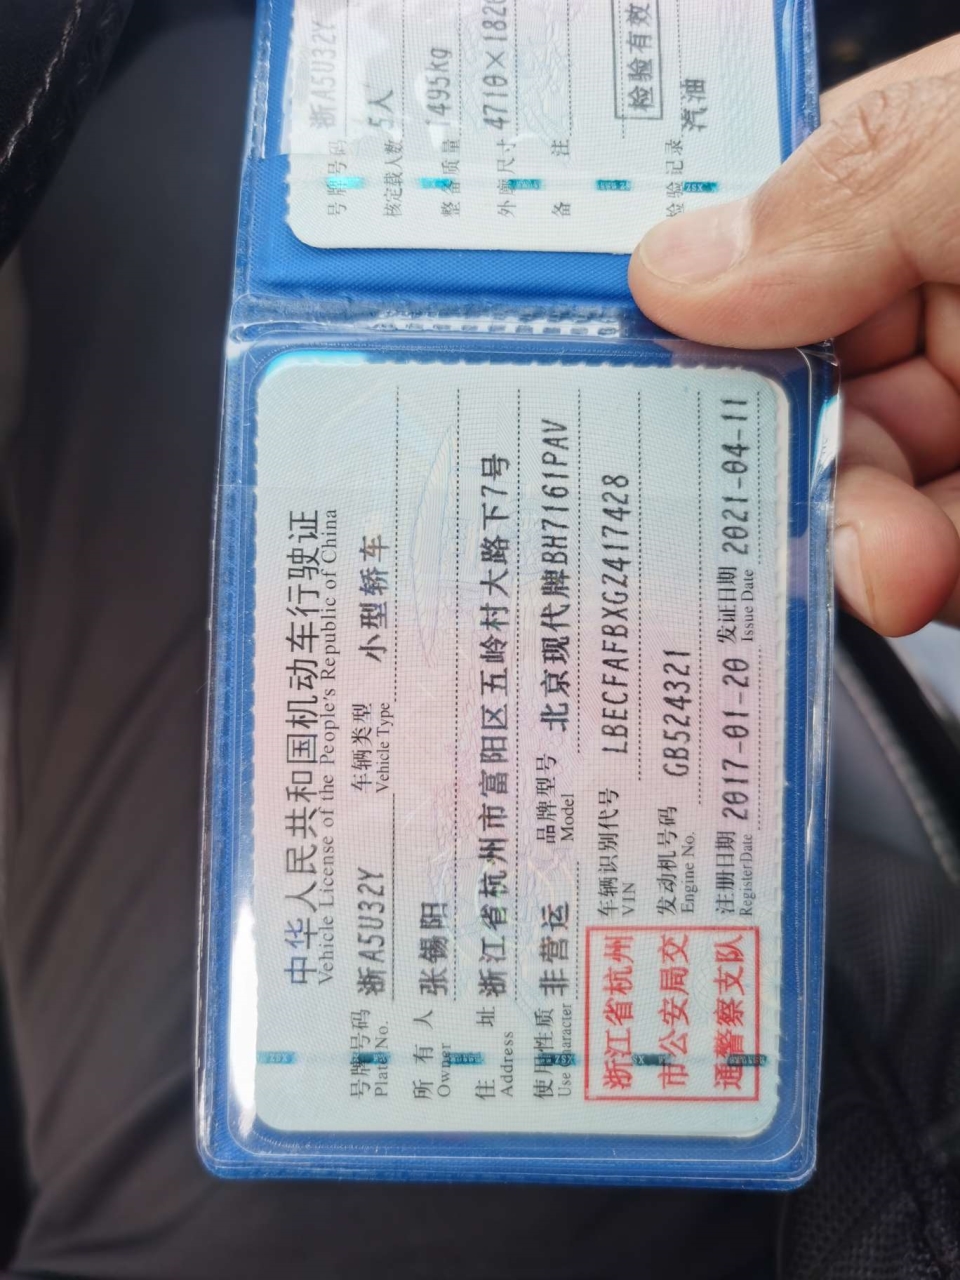 中华人民共和国机动车行驶证
Vehicle License of the People's Republic of China
号牌号码 浙A5U32Y 车辆类型 小型轿车
Plate No. Vehicle Type
所有人 张锡阳
Owner
住址 浙江省杭州市富阳区五岭村大路下7号
Address
使用性质 非营运 品牌型号 北京现代牌BH7161PAV
Use Character Model
浙江省杭州
市公安局交
通警察支队
车辆识别代号 LBECFAFBXGZ417428
VIN
发动机号码 GB524321
Engine No.
注册日期 2017-01-20 发证日期 2021-04-11
Register Date Issue Date
号牌号码 浙A5U32Y
核定载人数 5人
整备质量 1495kg
外廓尺寸 4710×182
备注
检验有效
检验记录 汽油